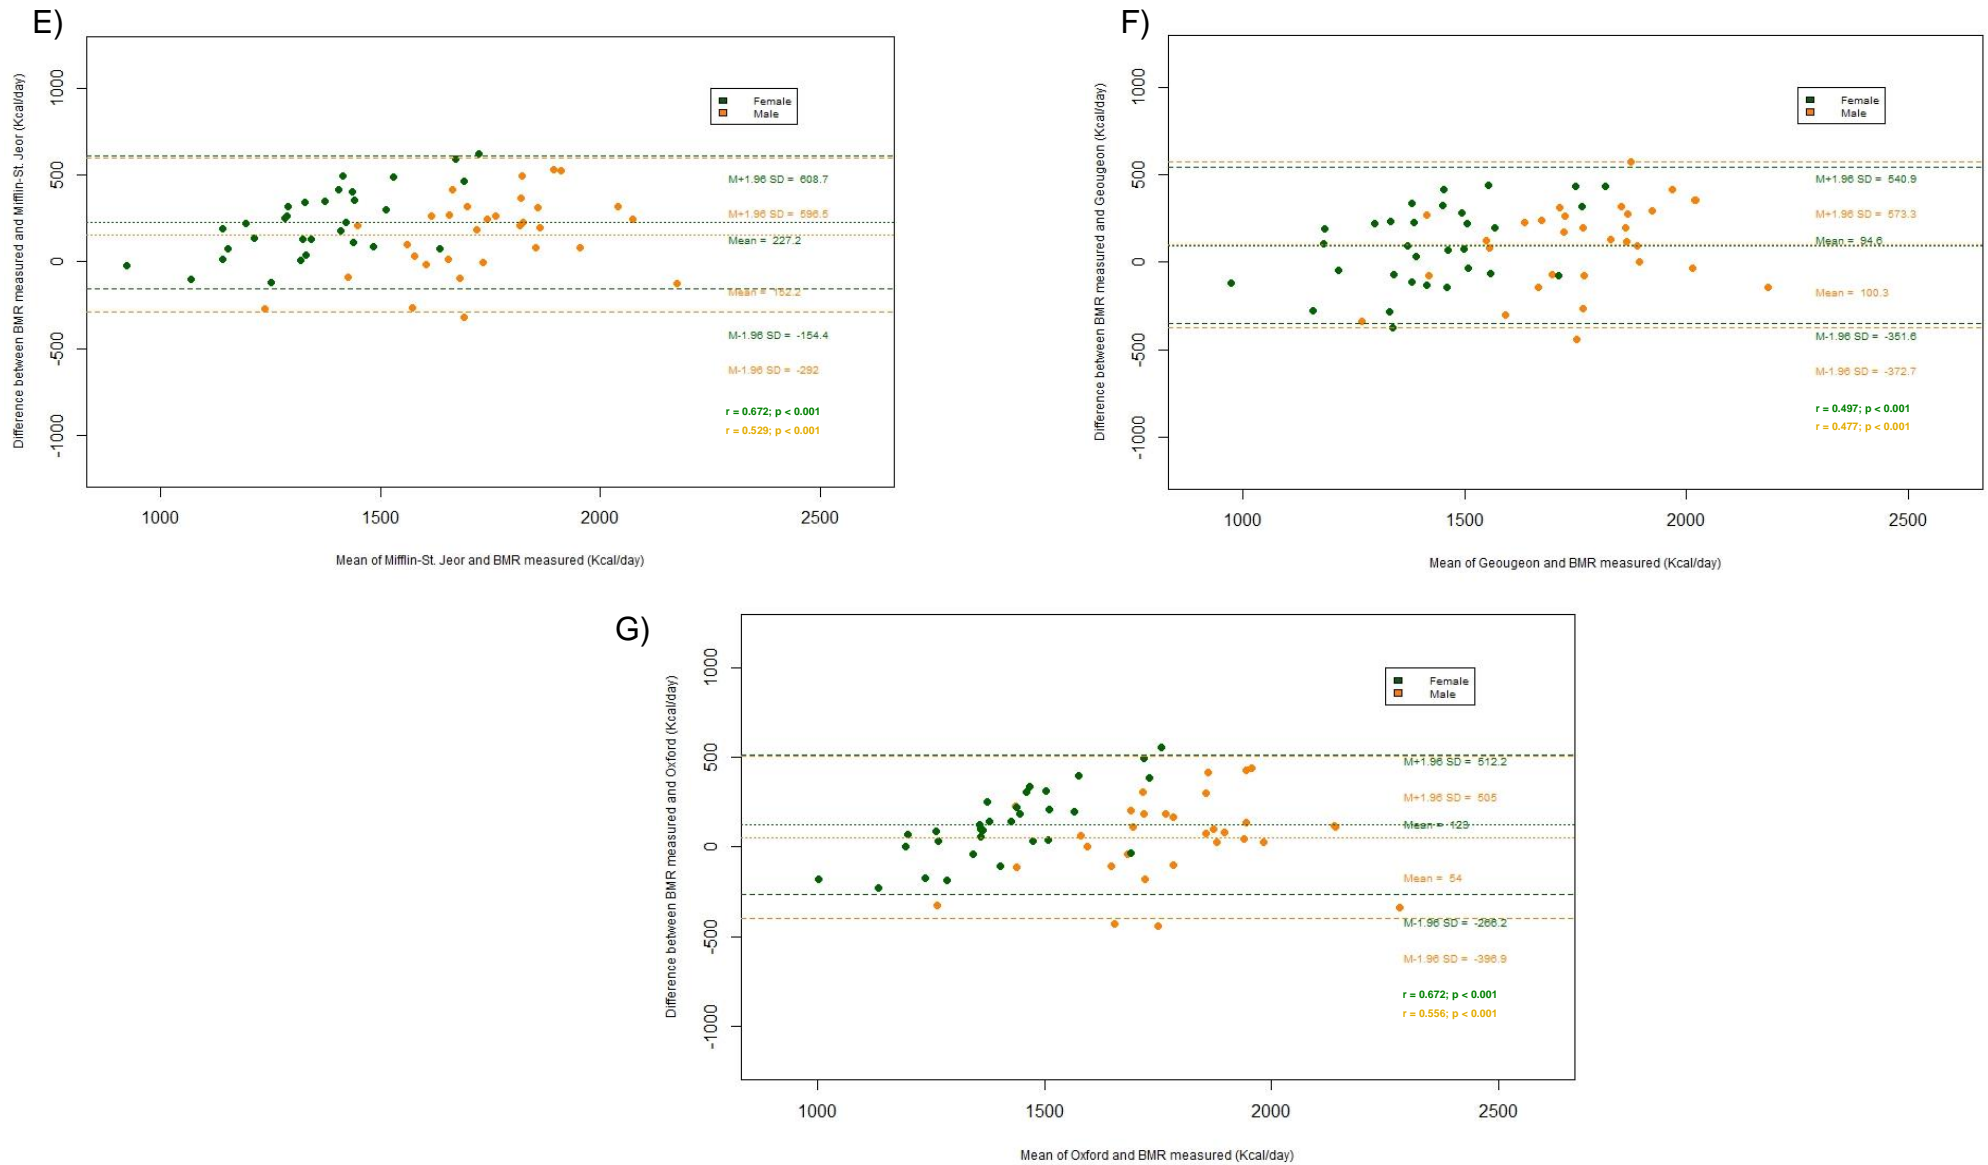 E)
Difference between BMR measured and Mifflin-St. Jeor (Kcal/day)
1000
500
0
-500
-1000
Female
Male
M+1.96 SD = 608.7
M+1.96 SD = 596.5
Mean = 227.2
Mean = 152.2
M-1.96 SD = -154.4
M-1.96 SD = -292
r = 0.672; p < 0.001
r = 0.529; p < 0.001
1000 1500 2000 2500
Mean of Mifflin-St. Jeor and BMR measured (Kcal/day)
F)
Difference between BMR measured and Geougeon (Kcal/day)
1000
500
0
-500
-1000
Female
Male
M+1.96 SD = 540.9
M+1.96 SD = 573.3
Mean = 94.6
Mean = 100.3
M-1.96 SD = -351.6
M-1.96 SD = -372.7
r = 0.497; p < 0.001
r = 0.477; p < 0.001
1000 1500 2000 2500
Mean of Geougeon and BMR measured (Kcal/day)
G)
Difference between BMR measured and Oxford (Kcal/day)
1000
500
0
-500
-1000
Female
Male
M+1.96 SD = 512.2
M+1.96 SD = 505
Mean = 123
Mean = 54
M-1.96 SD = -266.2
M-1.96 SD = -396.9
r = 0.672; p < 0.001
r = 0.556; p < 0.001
1000 1500 2000 2500
Mean of Oxford and BMR measured (Kcal/day)